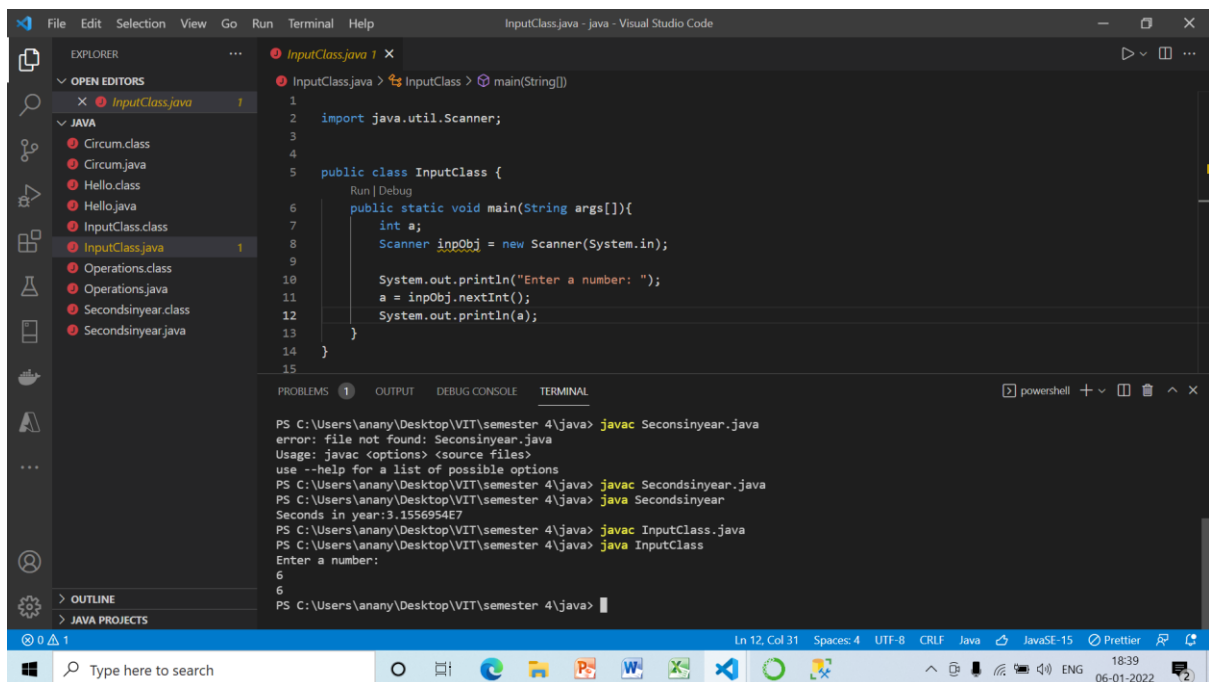 File Edit Selection View Go Run Terminal Help
InputClass.java - java - Visual Studio Code
EXPLORER
OPEN EDITORS
InputClass.java 1
JAVA
Circum.class
Circum.java
Hello.class
Hello.java
InputClass.class
InputClass.java 1
Operations.class
Operations.java
Secondsinyear.class
Secondsinyear.java
OUTLINE
JAVA PROJECTS
InputClass.java 1
InputClass.java > InputClass > main(String[])
1
2 import java.util.Scanner;
3
4
5 public class InputClass {
Run | Debug
6 public static void main(String args[]){
7 int a;
8 Scanner inpObj = new Scanner(System.in);
9
10 System.out.println("Enter a number: ");
11 a = inpObj.nextInt();
12 System.out.println(a);
13 }
14 }
15
PROBLEMS 1 OUTPUT DEBUG CONSOLE TERMINAL
powershell
PS C:\Users\anany\Desktop\VIT\semester 4\java> javac Seconsinyear.java
error: file not found: Seconsinyear.java
Usage: javac <options> <source files>
use --help for a list of possible options
PS C:\Users\anany\Desktop\VIT\semester 4\java> javac Secondsinyear.java
PS C:\Users\anany\Desktop\VIT\semester 4\java> java Secondsinyear
Seconds in year:3.1556954E7
PS C:\Users\anany\Desktop\VIT\semester 4\java> javac InputClass.java
PS C:\Users\anany\Desktop\VIT\semester 4\java> java InputClass
Enter a number:
6
6
PS C:\Users\anany\Desktop\VIT\semester 4\java>
0 1
Ln 12, Col 31 Spaces: 4 UTF-8 CRLF Java JavaSE-15 Prettier
Type here to search
ENG
18:39
06-01-2022
2